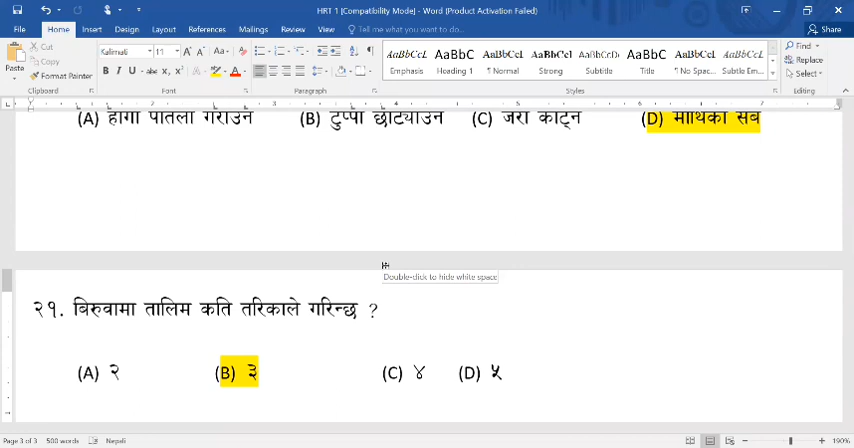 HRT 1 [Compatibility Mode] - Word (Product Activation Failed)
File Home Insert Design Layout References Mailings Review View Tell me what you want to do... Share
Paste Cut Copy Format Painter
Clipboard
Kalimati 11
Font
Paragraph
AaBbCcL AaBbC AaBbCcL AaBbCcl AaBbCcD AaBbC AaBbCcL AaBbCcL
Emphasis Heading 1 ¶ Normal Strong Subtitle Title ¶ No Spac... Subtle Em...
Styles
Find Replace Select
Editing
(A) हाँगा पातला गराउन (B) टुप्पा छाँट्याउन (C) जरा काट्न (D) माथिका सबै
Double-click to hide white space
२१. बिरुवामा तालिम कति तरिकाले गरिन्छ ?
(A) २ (B) ३ (C) ४ (D) ५
Page 3 of 3 500 words Nepali 190%